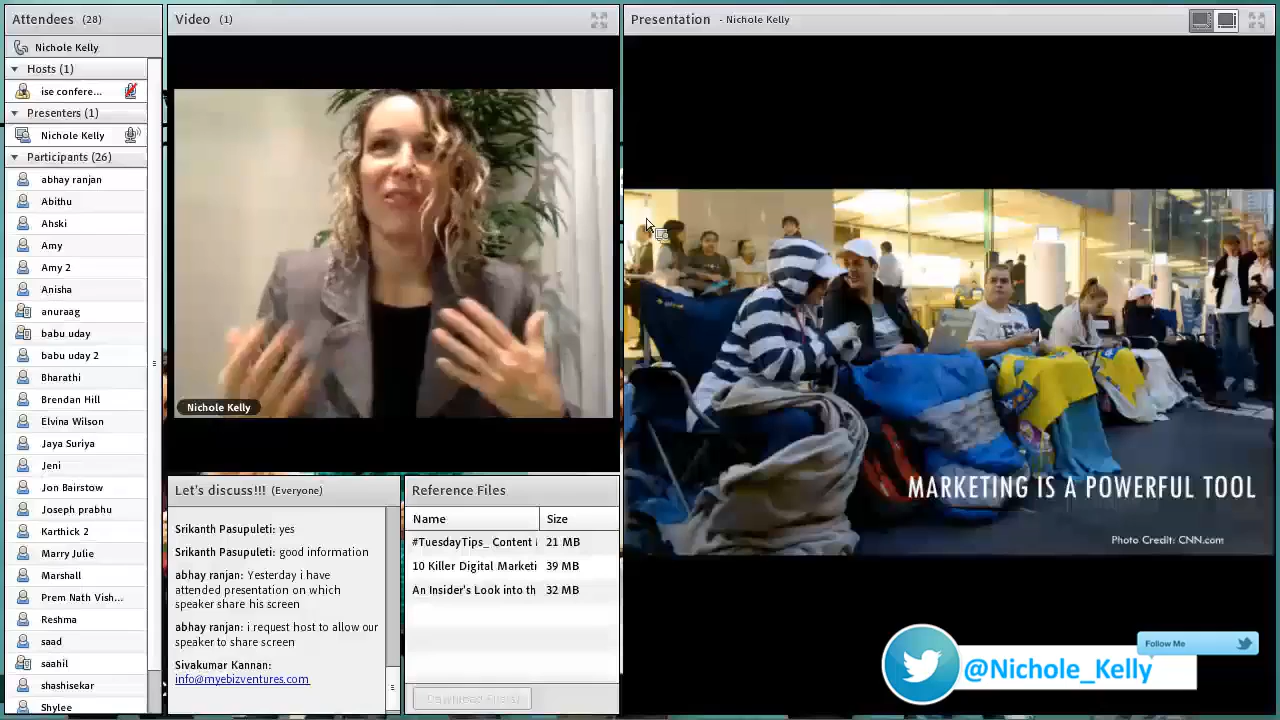 Attendees (28)
Nichole Kelly
Hosts (1)
ise confere...
Presenters (1)
Nichole Kelly
Participants (26)
abhay ranjan
Abithu
Ahski
Amy
Amy 2
Anisha
anuraag
babu uday
babu uday 2
Bharathi
Brendan Hill
Elvina Wilson
Jaya Suriya
Jeni
Jon Bairstow
Joseph prabhu
Karthick 2
Marry Julie
Marshall
Prem Nath Vish...
Reshma
saad
saahil
shashisekar
Shylee
Video (1)
Nichole Kelly
Let's discuss!!! (Everyone)
Srikanth Pasupuleti: yes
Srikanth Pasupuleti: good information
abhay ranjan: Yesterday i have
attended presentation on which
speaker share his screen
abhay ranjan: i request host to allow our
speaker to share screen
Sivakumar Kannan:
info@myebizventures.com
Reference Files
Name Size
#TuesdayTips_ Content 21 MB
10 Killer Digital Marketi 39 MB
An Insider's Look into th 32 MB
Download File(s)
Presentation - Nichole Kelly
MARKETING IS A POWERFUL TOOL
Photo Credit: CNN.com
Follow Me
@Nichole_Kelly